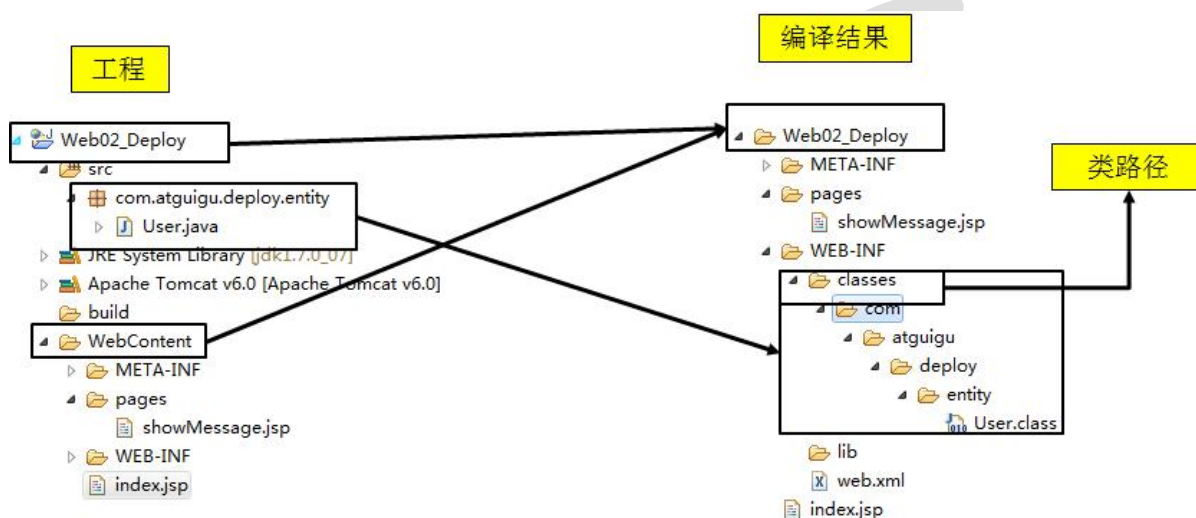 工程
Web02_Deploy
src
com.atguigu.deploy.entity
User.java
JRE System Library [jdk1.7.0_07]
Apache Tomcat v6.0 [Apache Tomcat v6.0]
build
WebContent
META-INF
pages
showMessage.jsp
WEB-INF
index.jsp
编译结果
Web02_Deploy
META-INF
pages
showMessage.jsp
WEB-INF
classes
com
atguigu
deploy
entity
User.class
lib
web.xml
index.jsp
类路径